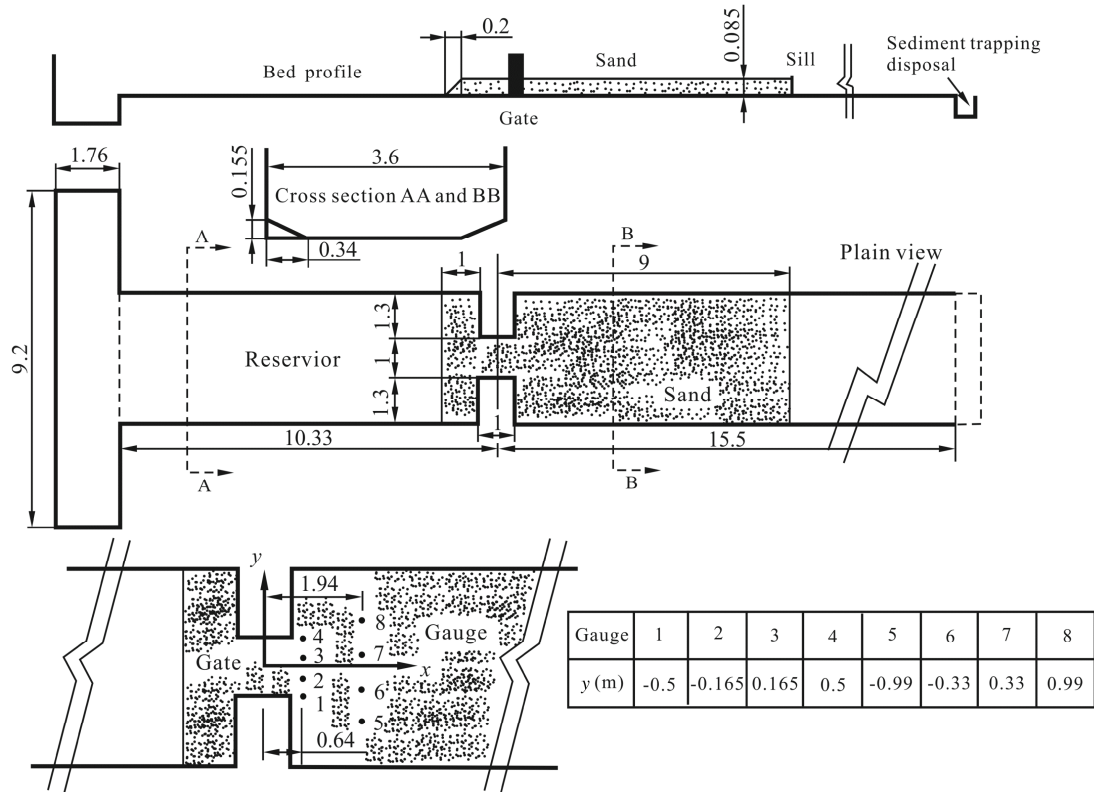 0.2
0.085
Bed profile
Sand
Sill
Sediment trapping
disposal
Gate
1.76
0.155
3.6
Cross section AA and BB
0.34
A
B
Plain view
1
9
9.2
1.3
1
1.3
Reservior
Sand
1
10.33
15.5
A
B
y
1.94
8
4
Gauge
3
7
Gate
x
2
6
1
5
0.64
Gauge 1 2 3 4 5 6 7 8
y (m) -0.5 -0.165 0.165 0.5 -0.99 -0.33 0.33 0.99